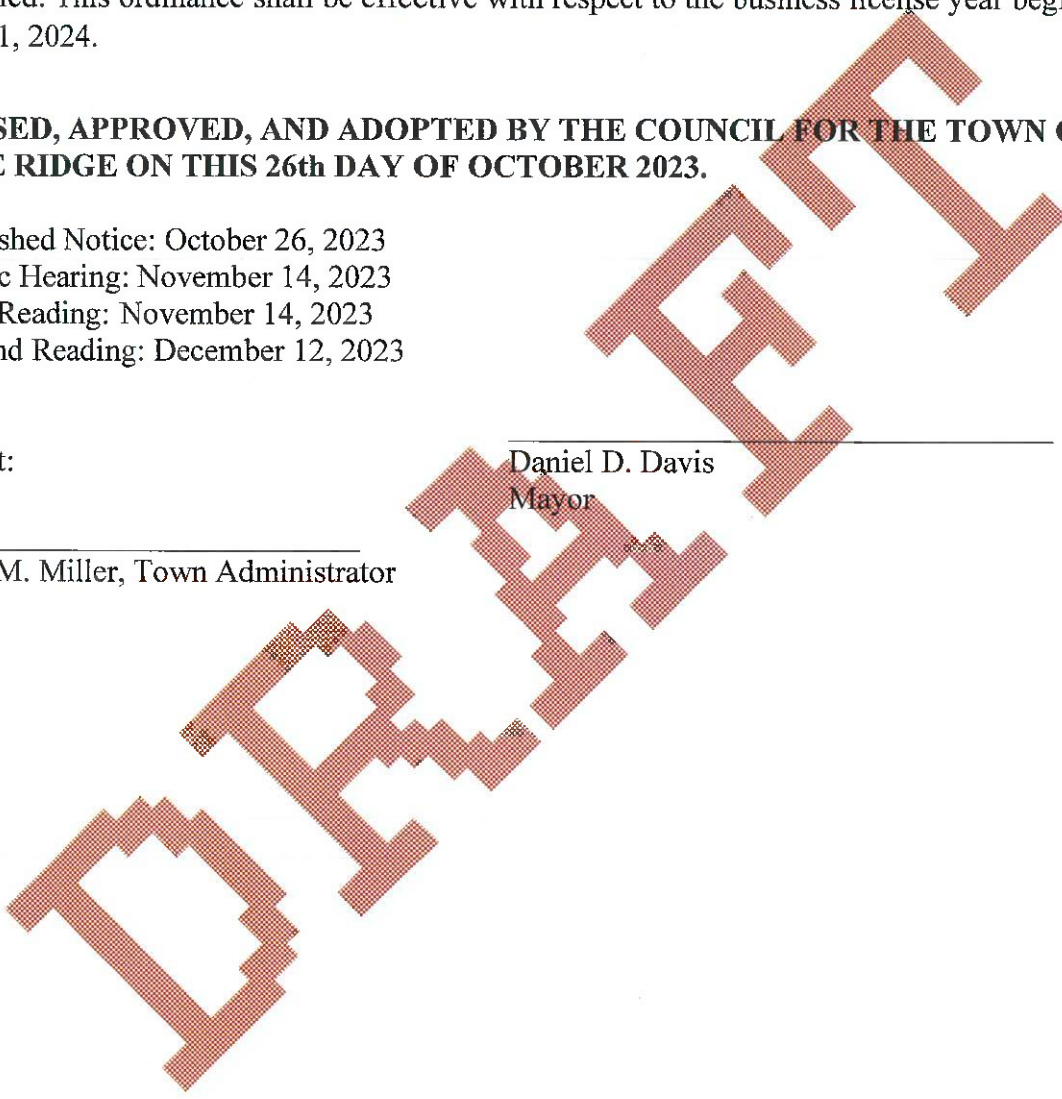 This ordinance shall be effective with respect to the business license year
1, 2024.
SED, APPROVED, AND ADOPTED BY THE COUNCIL FOR THE TOWN
RIDGE ON THIS 26th DAY OF OCTOBER 2023.
shed Notice: October 26, 2023
c Hearing: November 14, 2023
Reading: November 14, 2023
nd Reading: December 12, 2023
t:
Daniel D. Davis
Mayor
M. Miller, Town Administrator
DRAFT